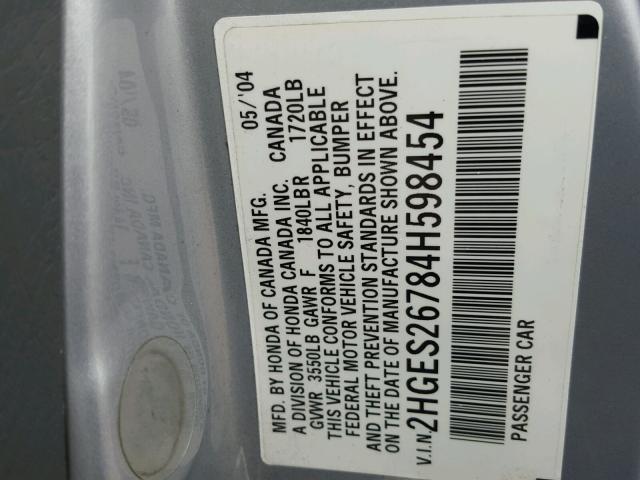 MFD. BY HONDA OF CANADA MFG. 05/'04
A DIVISION OF HONDA CANADA INC. CANADA
GVWR 3550LB GAWR F 1840LBR 1720LB
THIS VEHICLE CONFORMS TO ALL APPLICABLE
FEDERAL MOTOR VEHICLE SAFETY, BUMPER
AND THEFT PREVENTION STANDARDS IN EFFECT
ON THE DATE OF MANUFACTURE SHOWN ABOVE.
V.I.N. 2HGES26784H598454
PASSENGER CAR